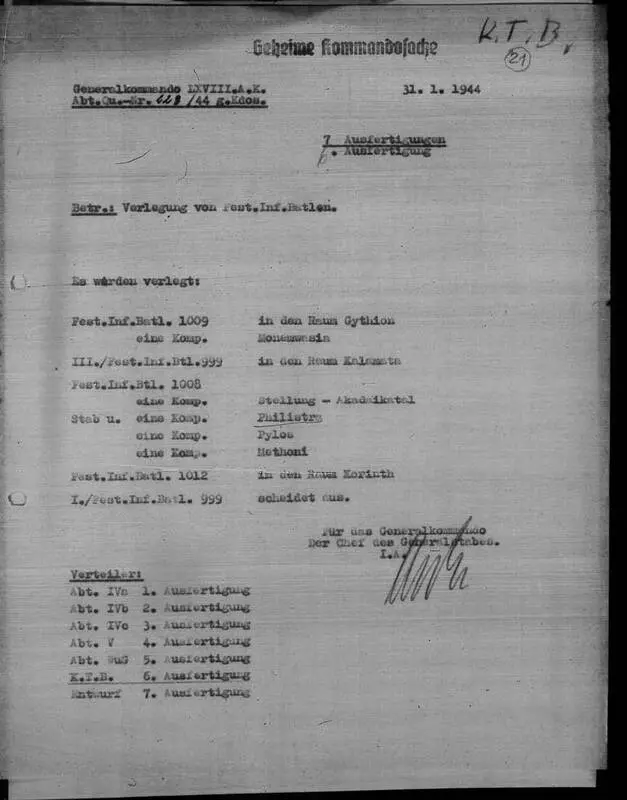 K.T.B.
21
Geheime Kommandosache
Generalkommando LXVIII.A.K.
31. 1. 1944
Abt.Qu.-Nr. 628 /44 g.Kdos.
7 Ausfertigungen
6. Ausfertigung
Betr.: Verlegung von Fest.Inf.Batlen.
Es werden verlegt:
Fest.Inf.Batl. 1009 in den Raum Gythion
eine Komp. Monemwasia
III./Fest.Inf.Btl.999 in den Raum Kalamata
Fest.Inf.Btl. 1008
eine Komp. Stellung - Akadaikatal
Stab u. eine Komp. Philistra
eine Komp. Pylos
eine Komp. Methoni
Fest.Inf.Batl. 1012 in den Raum Korinth
I./Fest.Inf.Batl. 999 scheidet aus.
Für das Generalkommando
Der Chef des Generalstabes.
I.A.
Verteiler:
Abt. IVa 1. Ausfertigung
Abt. IVb 2. Ausfertigung
Abt. IVc 3. Ausfertigung
Abt. V 4. Ausfertigung
Abt. WuG 5. Ausfertigung
K.T.B. 6. Ausfertigung
Entwurf 7. Ausfertigung